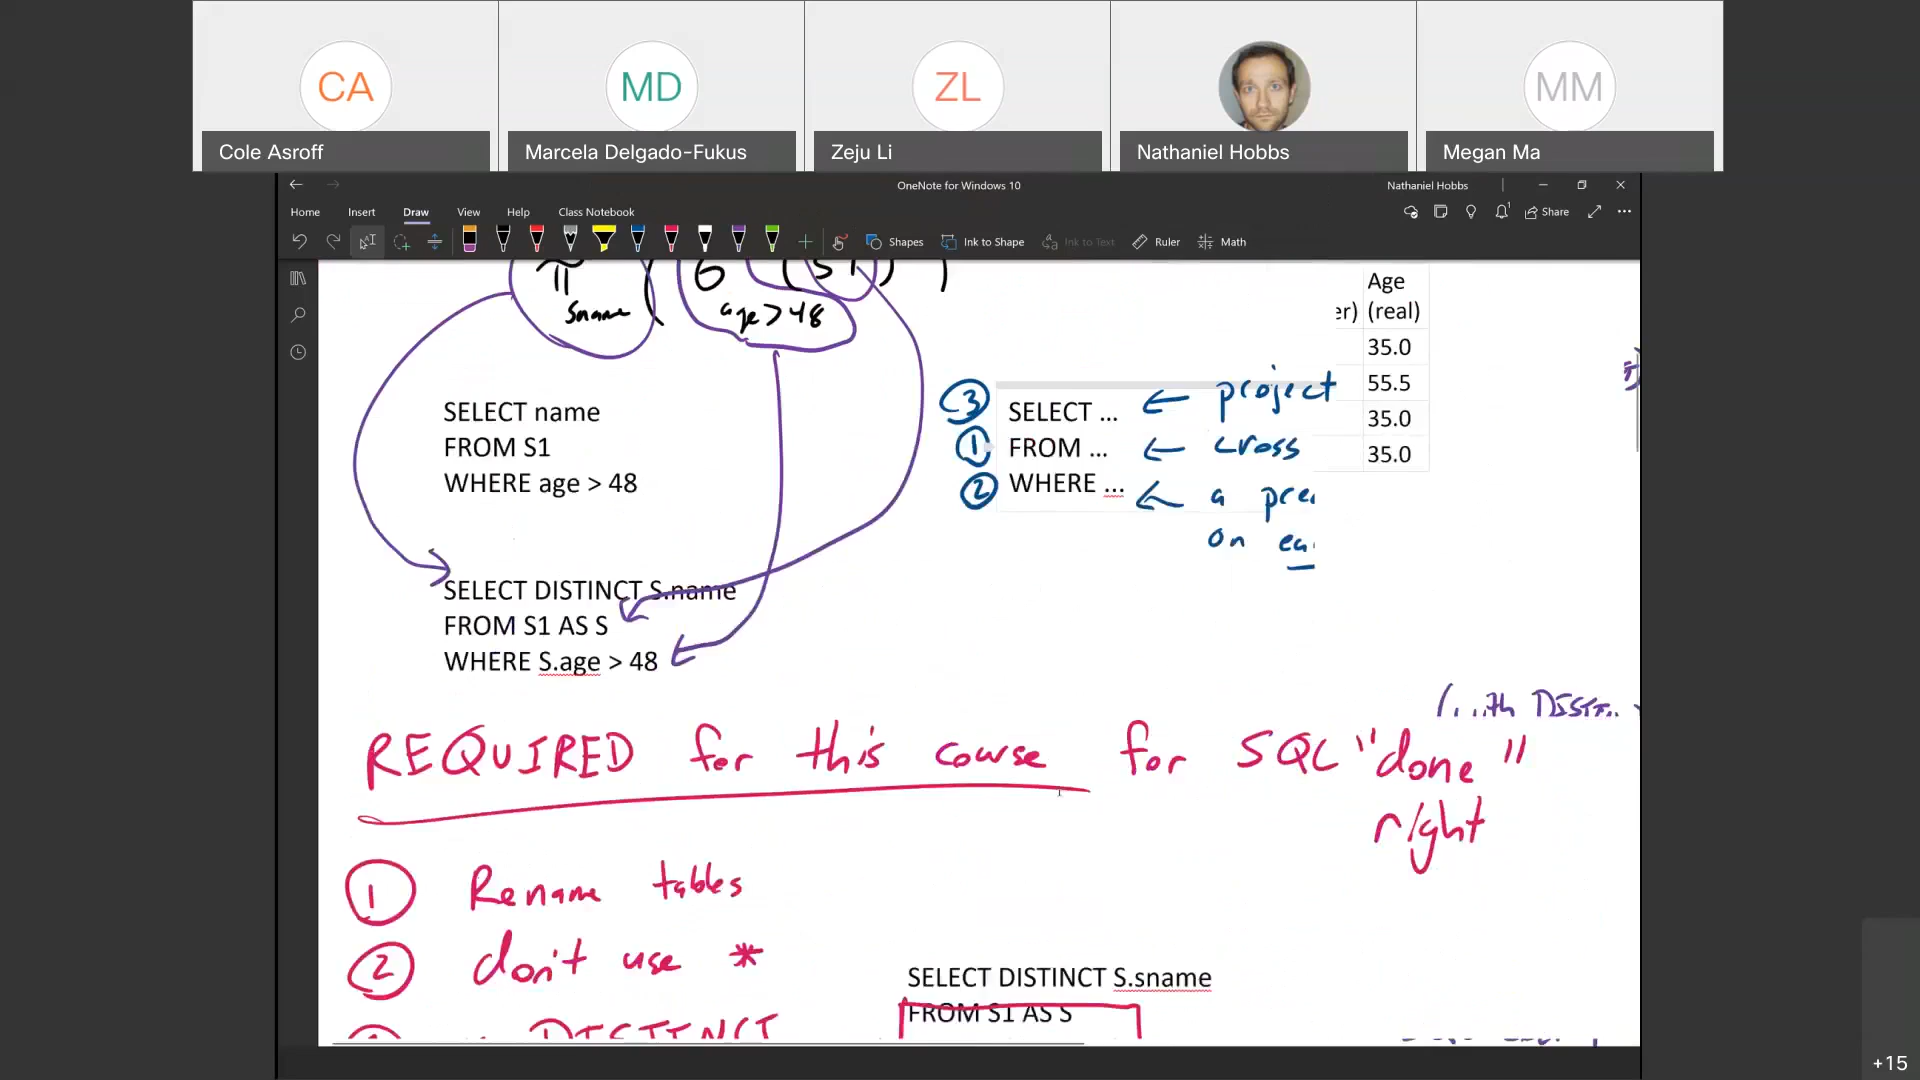 CA
MD
ZL
MM
Cole Asroff
Marcela Delgado-Fukus
Zeju Li
Nathaniel Hobbs
Megan Ma
OneNote for Windows 10
Nathaniel Hobbs
Home
Insert
Draw
View
Help
Class Notebook
Share
Shapes
Ink to Shape
Ink to Text
Ruler
Math
π sname ( σ age > 48 (S1) )
Age
er) (real)
35.0
55.5
35.0
35.0
SELECT name
FROM S1
WHERE age > 48
3 SELECT ... ← project
1 FROM ... ← cross
2 WHERE ... ← a pre
on ea
SELECT DISTINCT S.name
FROM S1 AS S
WHERE S.age > 48
REQUIRED for this course for SQL "done"
right
1 Rename tables
2 don't use *
DISTINCT
SELECT DISTINCT S.sname
FROM S1 AS S
+15